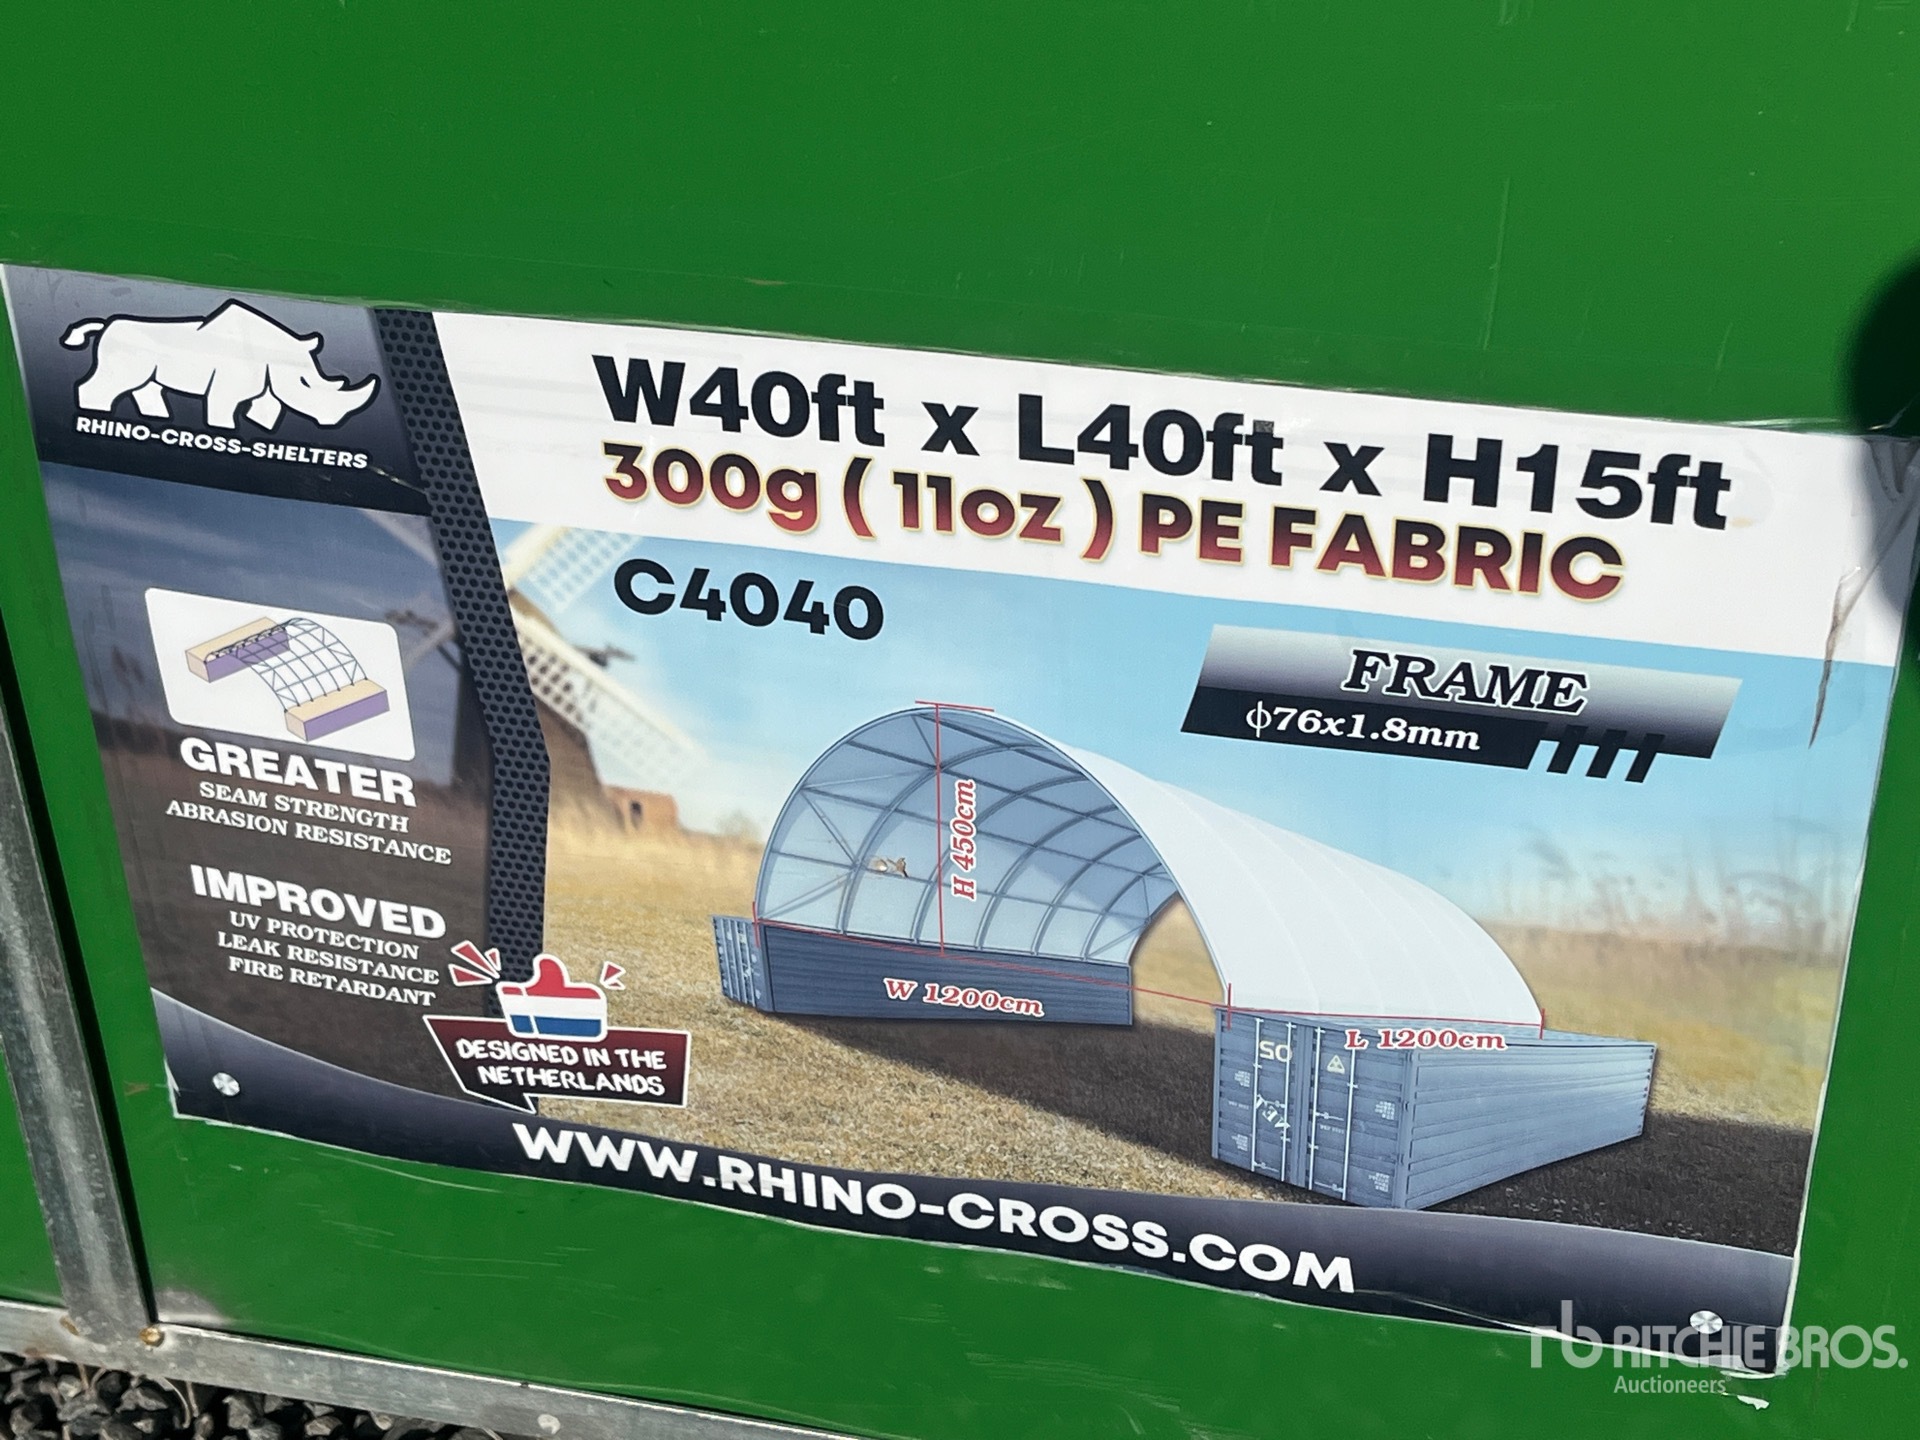 RHINO-CROSS-SHELTERS
W40ft x L40ft x H15ft
300g ( 11oz ) PE FABRIC
C4040
FRAME
ϕ76x1.8mm
GREATER
SEAM STRENGTH
ABRASION RESISTANCE
IMPROVED
UV PROTECTION
LEAK RESISTANCE
FIRE RETARDANT
DESIGNED IN THE
NETHERLANDS
H 450cm
W 1200cm
L 1200cm
SO
WWW.RHINO-CROSS.COM
rb RITCHIE BROS.
Auctioneers